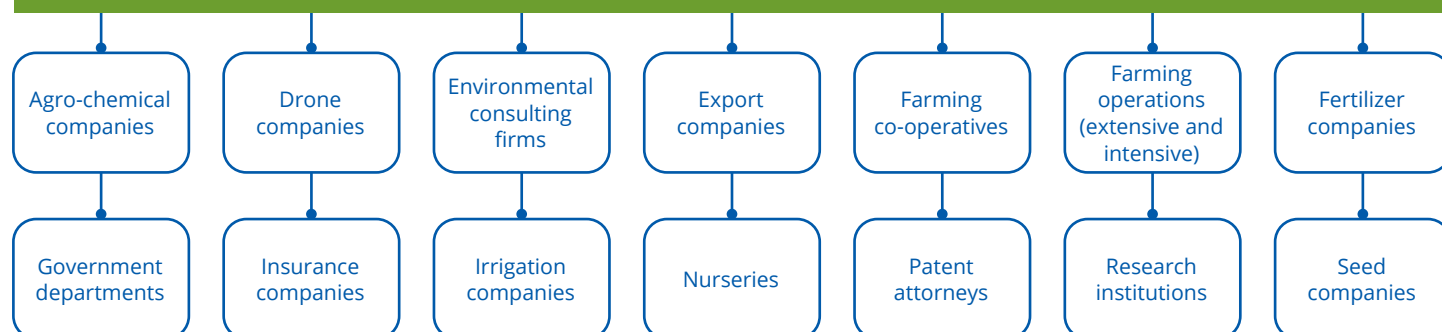 Agro-chemical
companies
Drone
companies
Environmental
consulting
firms
Export
companies
Farming
co-operatives
Farming
operations
(extensive and
intensive)
Fertilizer
companies
Government
departments
Insurance
companies
Irrigation
companies
Nurseries
Patent
attorneys
Research
institutions
Seed
companies